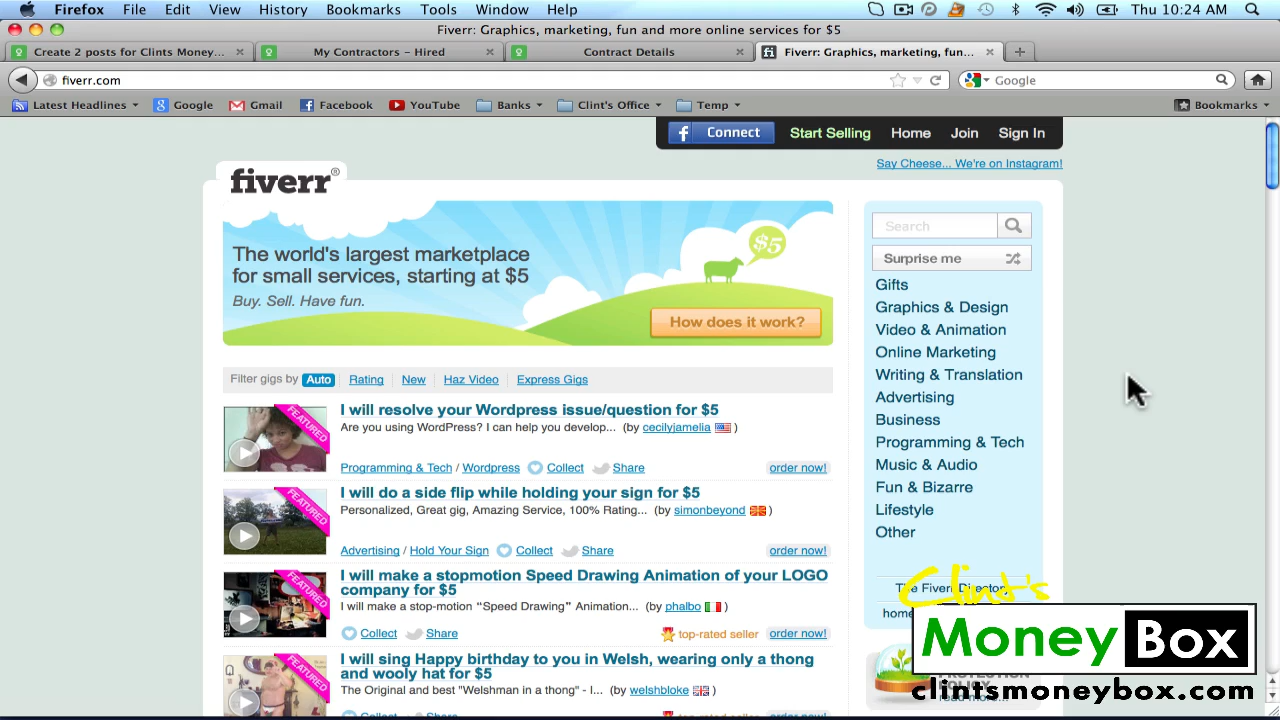 Firefox File Edit View History Bookmarks Tools Window Help Thu 10:24 AM
Fiverr: Graphics, marketing, fun and more online services for $5
Create 2 posts for Clints Money... My Contractors – Hired Contract Details Fiverr: Graphics, marketing, fun...
fiverr.com Google
Latest Headlines Google Gmail Facebook YouTube Banks Clint's Office Temp Bookmarks
Connect Start Selling Home Join Sign In
Say Cheese... We're on Instagram!
fiverr®
The world's largest marketplace
for small services, starting at $5
Buy. Sell. Have fun.
$5
How does it work?
Filter gigs by Auto Rating New Haz Video Express Gigs
FEATURED
I will resolve your Wordpress issue/question for $5
Are you using WordPress? I can help you develop... (by cecilyjamelia )
Programming & Tech / Wordpress Collect Share order now!
FEATURED
I will do a side flip while holding your sign for $5
Personalized, Great gig, Amazing Service, 100% Rating... (by simonbeyond )
Advertising / Hold Your Sign Collect Share order now!
FEATURED
I will make a stopmotion Speed Drawing Animation of your LOGO
company for $5
I will make a stop-motion "Speed Drawing" Animation... (by phalbo )
Collect Share top-rated seller order now!
FEATURED
I will sing Happy birthday to you in Welsh, wearing only a thong
and wooly hat for $5
The Original and best "Welshman in a thong" - I... (by welshbloke )
Search
Surprise me
Gifts
Graphics & Design
Video & Animation
Online Marketing
Writing & Translation
Advertising
Business
Programming & Tech
Music & Audio
Fun & Bizarre
Lifestyle
Other
The Fiverr Directory
Clint's
Money Box
clintsmoneybox.com